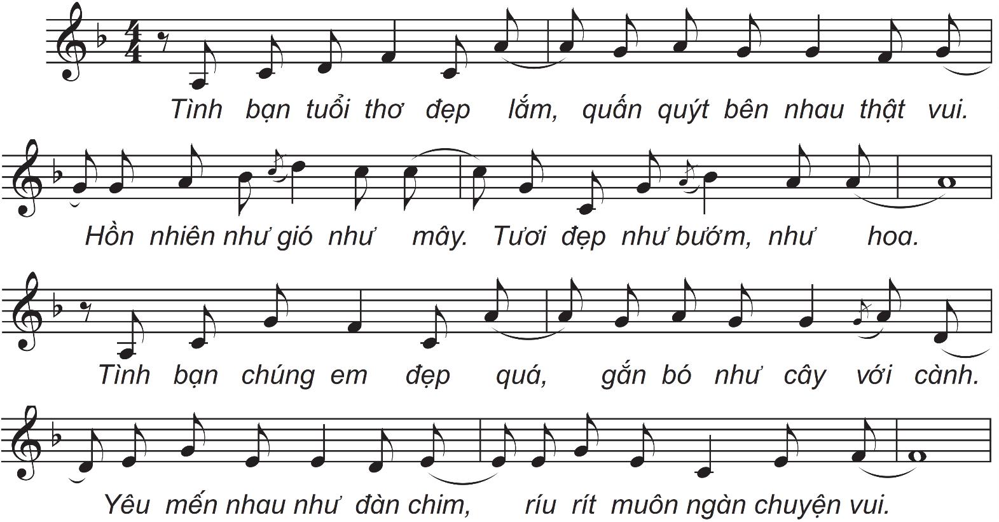 Tình bạn tuổi thơ đẹp lắm, quấn quýt bên nhau thật vui.
Hồn nhiên như gió như mây. Tươi đẹp như bướm, như hoa.
Tình bạn chúng em đẹp quá, gắn bó như cây với cành.
Yêu mến nhau như đàn chim, ríu rít muôn ngàn chuyện vui.